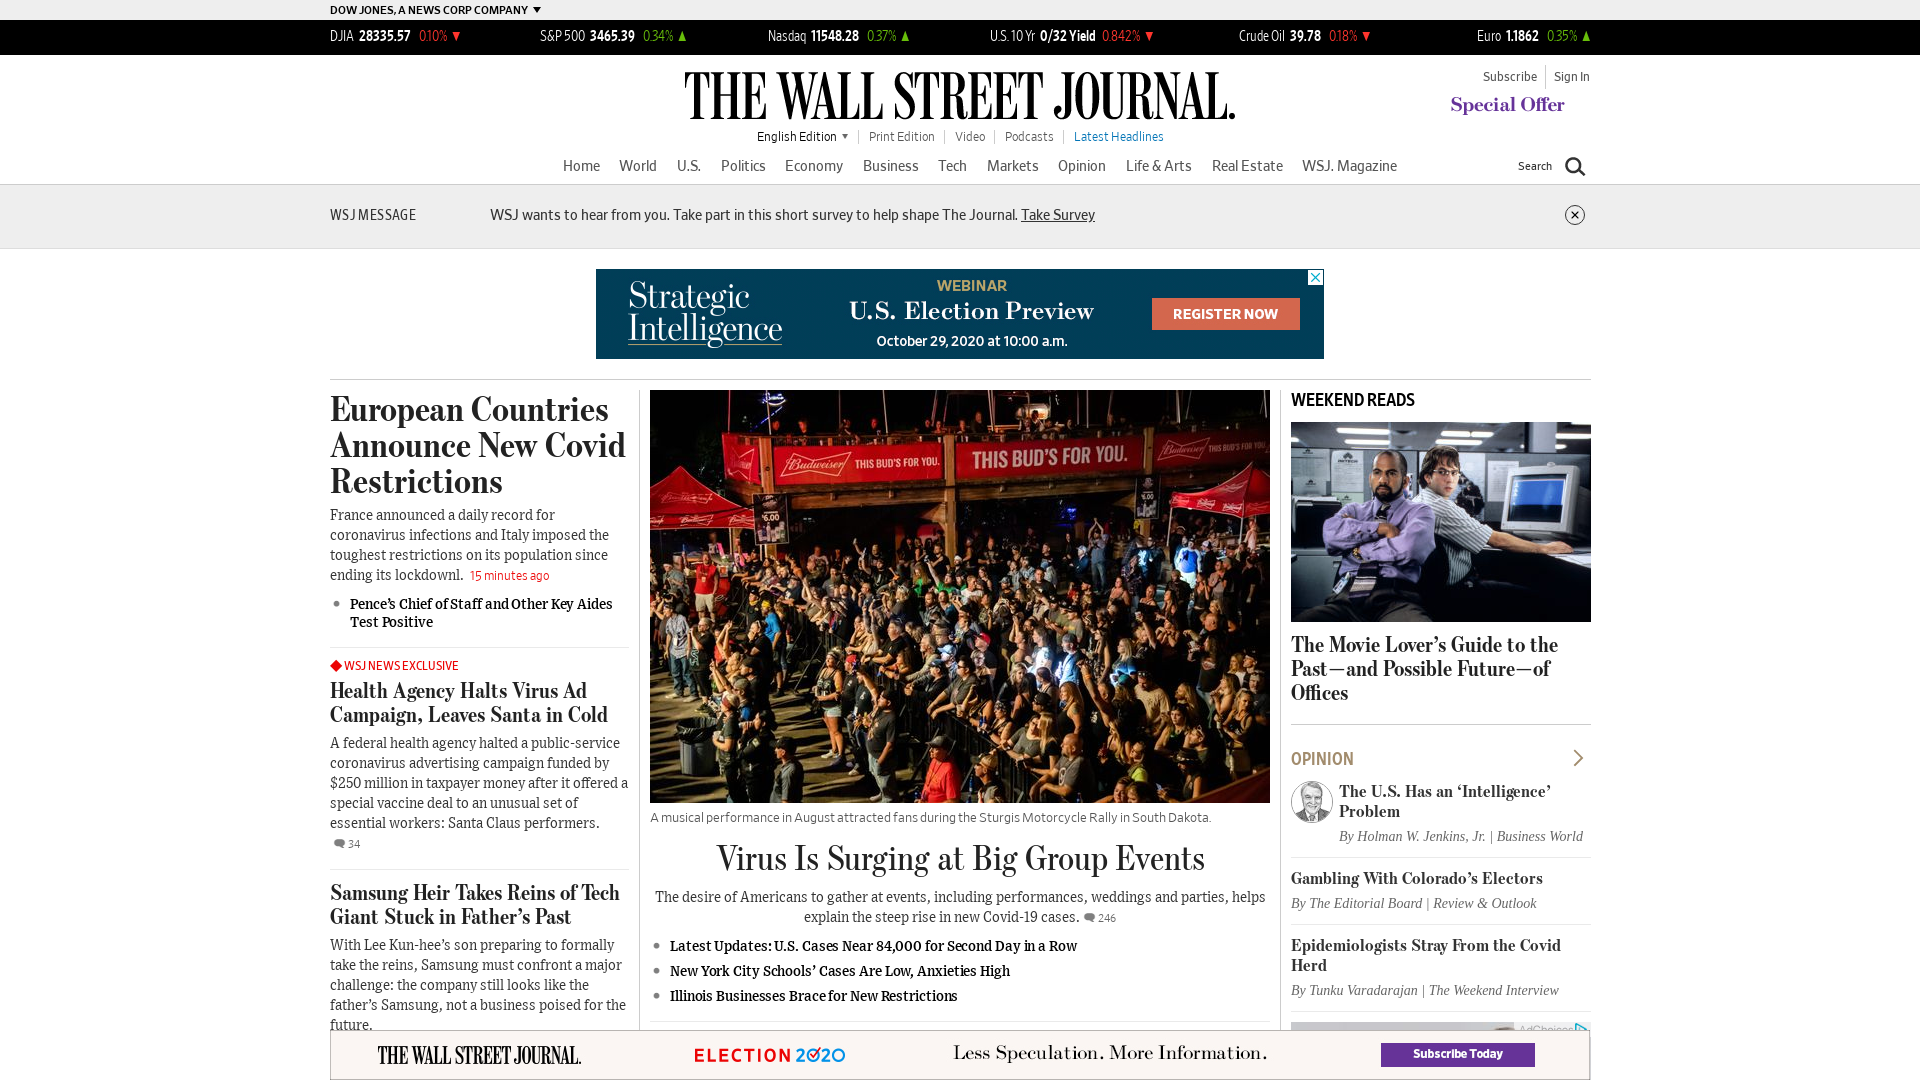 DOW JONES, A NEWS CORP COMPANY
DJIA 28335.57 0.10% S&P 500 3465.39 0.34% Nasdaq 11548.28 0.37% U.S. 10 Yr 0/32 Yield 0.842% Crude Oil 39.78 0.18% Euro 1.1862 0.35%
THE WALL STREET JOURNAL.
Subscribe Sign In
Special Offer
English Edition Print Edition Video Podcasts Latest Headlines
Home World U.S. Politics Economy Business Tech Markets Opinion Life & Arts Real Estate WSJ. Magazine Search
WSJ MESSAGE WSJ wants to hear from you. Take part in this short survey to help shape The Journal. Take Survey
Strategic
Intelligence
WEBINAR
U.S. Election Preview
October 29, 2020 at 10:00 a.m.
REGISTER NOW
European Countries
Announce New Covid
Restrictions
France announced a daily record for
coronavirus infections and Italy imposed the
toughest restrictions on its population since
ending its lockdownl. 15 minutes ago
Pence's Chief of Staff and Other Key Aides
Test Positive
WSJ NEWS EXCLUSIVE
Health Agency Halts Virus Ad
Campaign, Leaves Santa in Cold
A federal health agency halted a public-service
coronavirus advertising campaign funded by
$250 million in taxpayer money after it offered a
special vaccine deal to an unusual set of
essential workers: Santa Claus performers.
34
Samsung Heir Takes Reins of Tech
Giant Stuck in Father's Past
With Lee Kun-hee's son preparing to formally
take the reins, Samsung must confront a major
challenge: the company still looks like the
father's Samsung, not a business poised for the
future.
Budweiser THIS BUD'S FOR YOU. THIS BUD'S FOR YOU. Budweiser THIS BUD'S FOR YOU.
A musical performance in August attracted fans during the Sturgis Motorcycle Rally in South Dakota.
Virus Is Surging at Big Group Events
The desire of Americans to gather at events, including performances, weddings and parties, helps
explain the steep rise in new Covid-19 cases. 246
Latest Updates: U.S. Cases Near 84,000 for Second Day in a Row
New York City Schools' Cases Are Low, Anxieties High
Illinois Businesses Brace for New Restrictions
WEEKEND READS
The Movie Lover's Guide to the
Past—and Possible Future—of
Offices
OPINION
The U.S. Has an 'Intelligence'
Problem
By Holman W. Jenkins, Jr. | Business World
Gambling With Colorado's Electors
By The Editorial Board | Review & Outlook
Epidemiologists Stray From the Covid
Herd
By Tunku Varadarajan | The Weekend Interview
AdChoices
THE WALL STREET JOURNAL. ELECTION 2020 Less Speculation. More Information. Subscribe Today